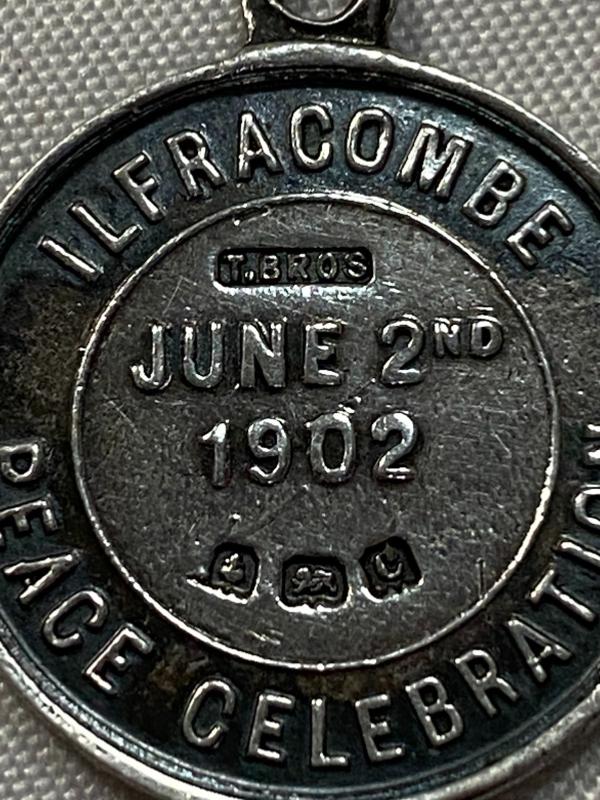 ILFRACOMBE
T.BROS
JUNE 2ND
1902
PEACE CELEBRATION